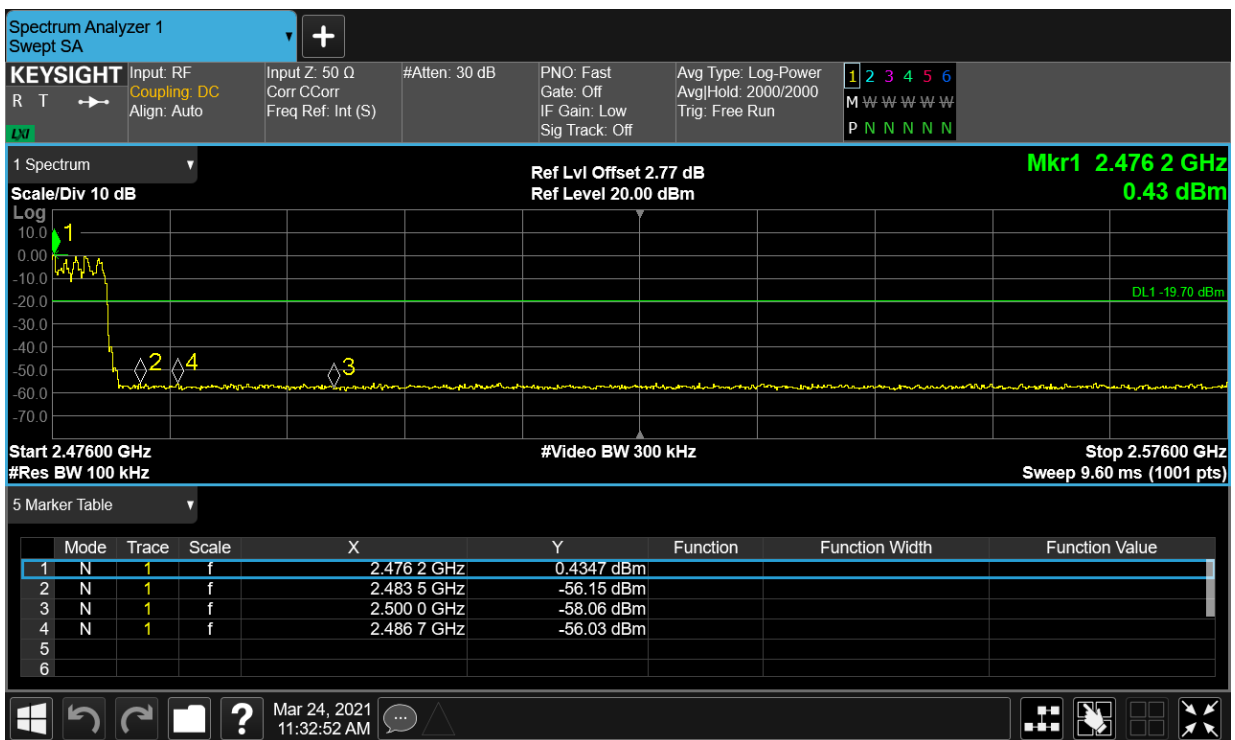 Spectrum Analyzer 1
Swept SA
+
KEYSIGHT Input: RF Input Z: 50 Ω #Atten: 30 dB PNO: Fast Avg Type: Log-Power 1 2 3 4 5 6
R T Coupling: DC Corr CCorr Gate: Off Avg|Hold: 2000/2000 M W W W W W
Align: Auto Freq Ref: Int (S) IF Gain: Low Trig: Free Run
LXI Sig Track: Off P N N N N N
1 Spectrum Ref Lvl Offset 2.77 dB Mkr1 2.476 2 GHz
Scale/Div 10 dB Ref Level 20.00 dBm 0.43 dBm
Log
10.0 1
0.00
-10.0
-20.0 DL1 -19.70 dBm
-30.0
-40.0
-50.0 2 4 3
-60.0
-70.0
Start 2.47600 GHz #Video BW 300 kHz Stop 2.57600 GHz
#Res BW 100 kHz Sweep 9.60 ms (1001 pts)
5 Marker Table
Mode Trace Scale X Y Function Function Width Function Value
1 N 1 f 2.476 2 GHz 0.4347 dBm
2 N 1 f 2.483 5 GHz -56.15 dBm
3 N 1 f 2.500 0 GHz -58.06 dBm
4 N 1 f 2.486 7 GHz -56.03 dBm
5
6
? Mar 24, 2021
11:32:52 AM